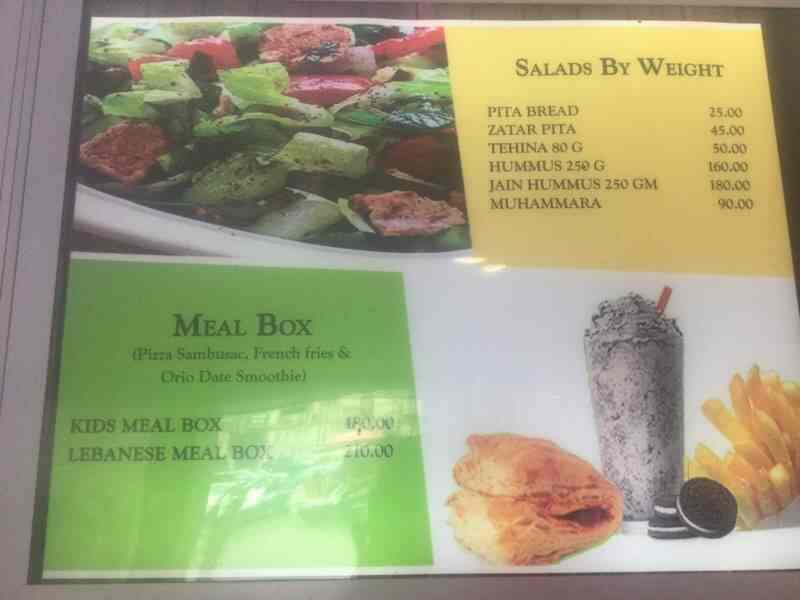 SALADS BY WEIGHT
PITA BREAD 25.00
ZATAR PITA 45.00
TEHINA 80 G 50.00
HUMMUS 250 G 160.00
JAIN HUMMUS 250 GM 180.00
MUHAMMARA 90.00
MEAL BOX
(Pizza Sambusac, French fries &
Orio Date Smoothie)
KIDS MEAL BOX 180.00
LEBANESE MEAL BOX 210.00